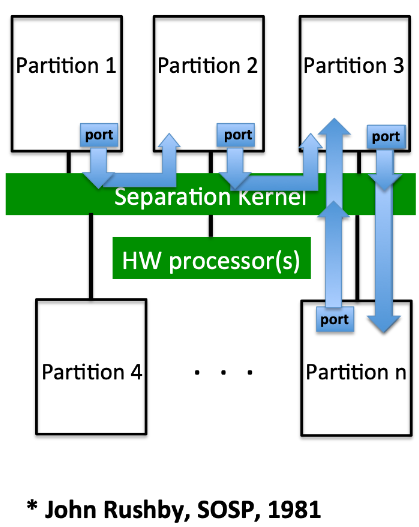 Partition 1
Partition 2
Partition 3
port
port
port
Separation Kernel
HW processor(s)
port
Partition 4
. . .
Partition n
* John Rushby, SOSP, 1981